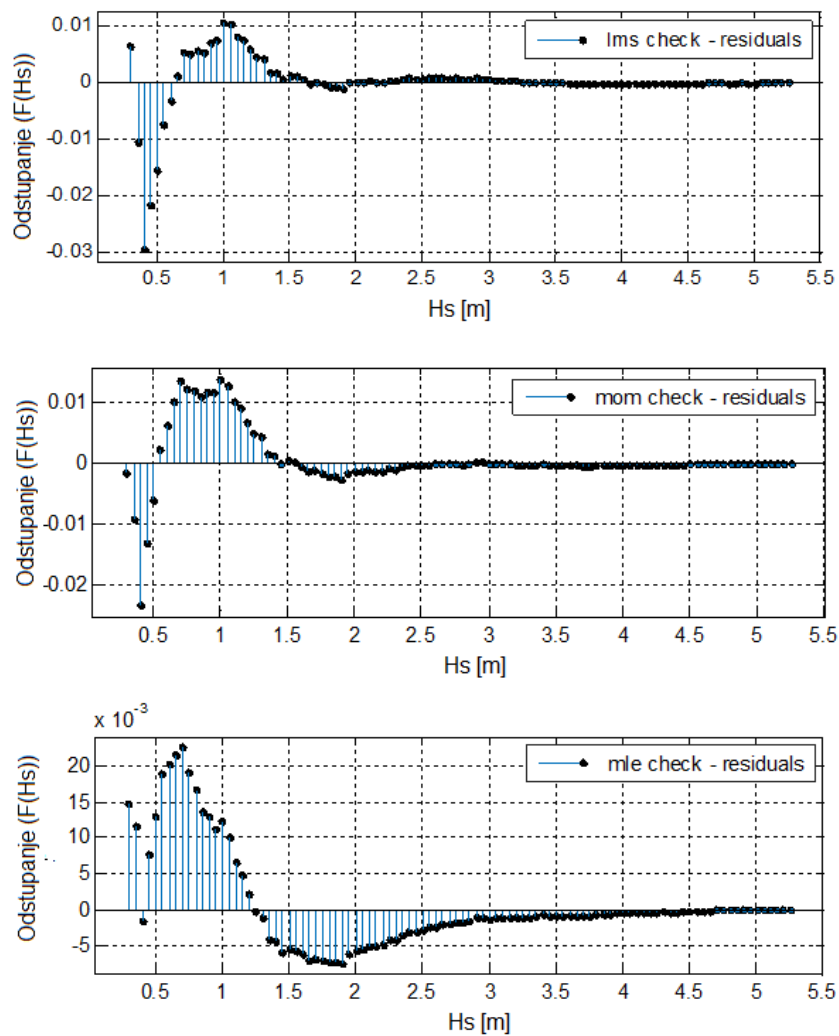 0.01
0
-0.01
-0.02
-0.03
Odstupanje (F(Hs))
lms check - residuals
0.5 1 1.5 2 2.5 3 3.5 4 4.5 5 5.5
Hs [m]
0.01
0
-0.01
-0.02
Odstupanje (F(Hs))
mom check - residuals
0.5 1 1.5 2 2.5 3 3.5 4 4.5 5 5.5
Hs [m]
x 10^-3
20
15
10
5
0
-5
Odstupanje (F(Hs))
mle check - residuals
0.5 1 1.5 2 2.5 3 3.5 4 4.5 5 5.5
Hs [m]